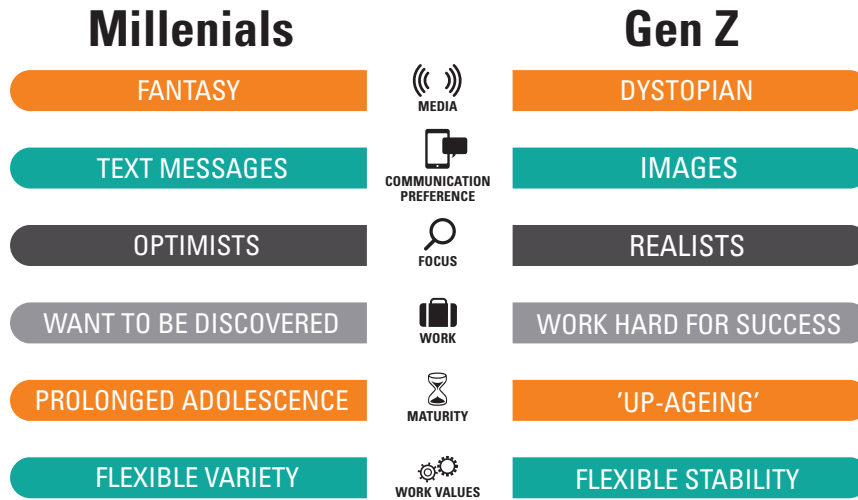 Millenials
Gen Z
FANTASY
MEDIA
DYSTOPIAN
TEXT MESSAGES
COMMUNICATION
PREFERENCE
IMAGES
OPTIMISTS
FOCUS
REALISTS
WANT TO BE DISCOVERED
WORK
WORK HARD FOR SUCCESS
PROLONGED ADOLESCENCE
MATURITY
'UP-AGEING'
FLEXIBLE VARIETY
WORK VALUES
FLEXIBLE STABILITY